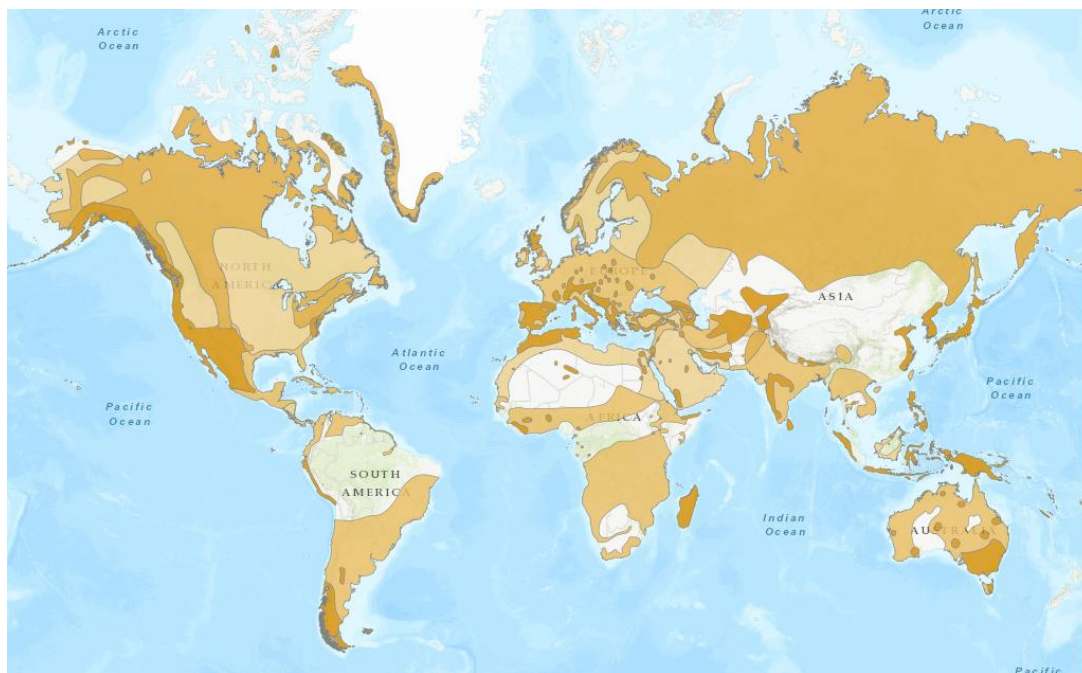 Arctic
Ocean
Arctic
Ocean
NORTH
AMERICA
EUROPE
ASIA
Atlantic
Ocean
Pacific
Ocean
Pacific
Ocean
AFRICA
SOUTH
AMERICA
Indian
Ocean
AUSTRALIA
Pacific